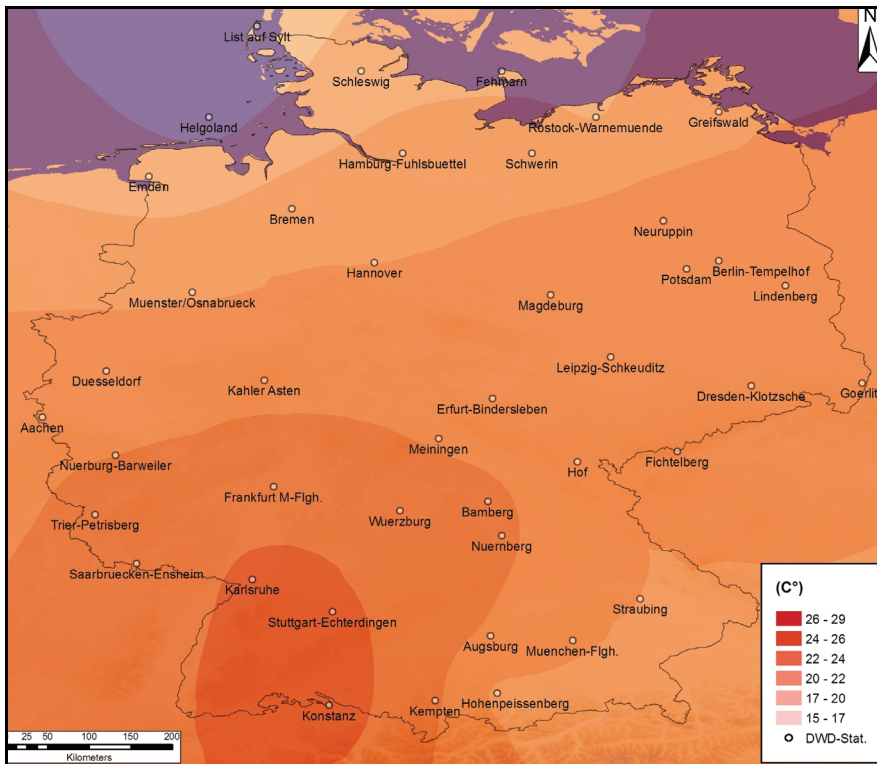 N
List auf Sylt
Schleswig
Fehmarn
Helgoland
Rostock-Warnemuende
Greifswald
Hamburg-Fuhlsbuettel
Schwerin
Emden
Bremen
Neuruppin
Hannover
Potsdam
Berlin-Tempelhof
Lindenberg
Muenster/Osnabrueck
Magdeburg
Duesseldorf
Kahler Asten
Leipzig-Schkeuditz
Erfurt-Bindersleben
Dresden-Klotzsche
Goerlit
Aachen
Meiningen
Nuerburg-Barweiler
Hof
Fichtelberg
Frankfurt M-Flgh.
Wuerzburg
Bamberg
Trier-Petrisberg
Nuernberg
Saarbruecken-Ensheim
Karlsruhe
Stuttgart-Echterdingen
Straubing
Augsburg
Muenchen-Flgh.
Konstanz
Kempten
Hohenpeissenberg
(C°)
26 - 29
24 - 26
22 - 24
20 - 22
17 - 20
15 - 17
DWD-Stat.
25 50 100 150 200
Kilometers